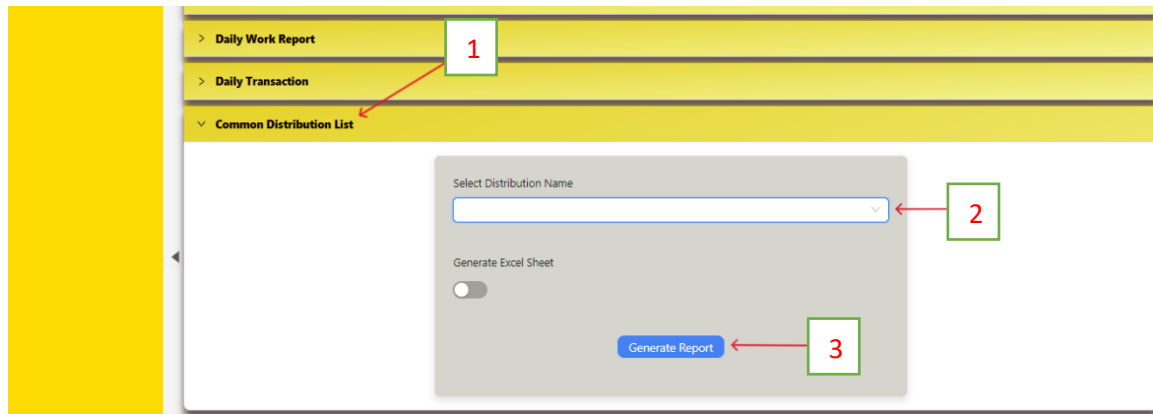 Daily Work Report
1
Daily Transaction
Common Distribution List
Select Distribution Name
2
Generate Excel Sheet
Generate Report
3